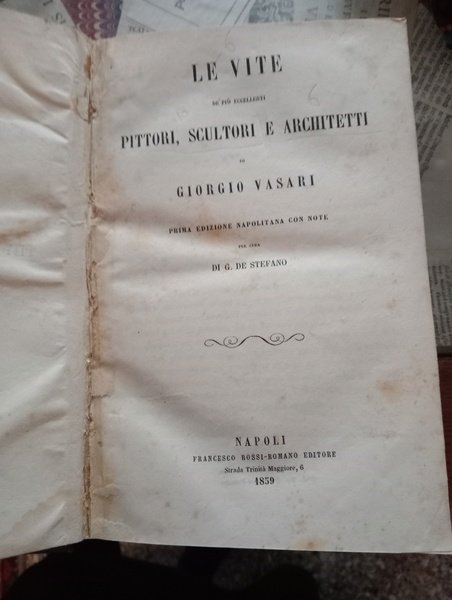 LE VITE
DE' PIÙ ECCELLENTI
PITTORI, SCULTORI E ARCHITETTI
DI
GIORGIO VASARI
PRIMA EDIZIONE NAPOLITANA CON NOTE
PER CURA
DI G. DE STEFANO
NAPOLI
FRANCESCO ROSSI-ROMANO EDITORE
Strada Trinità Maggiore, 6
1859